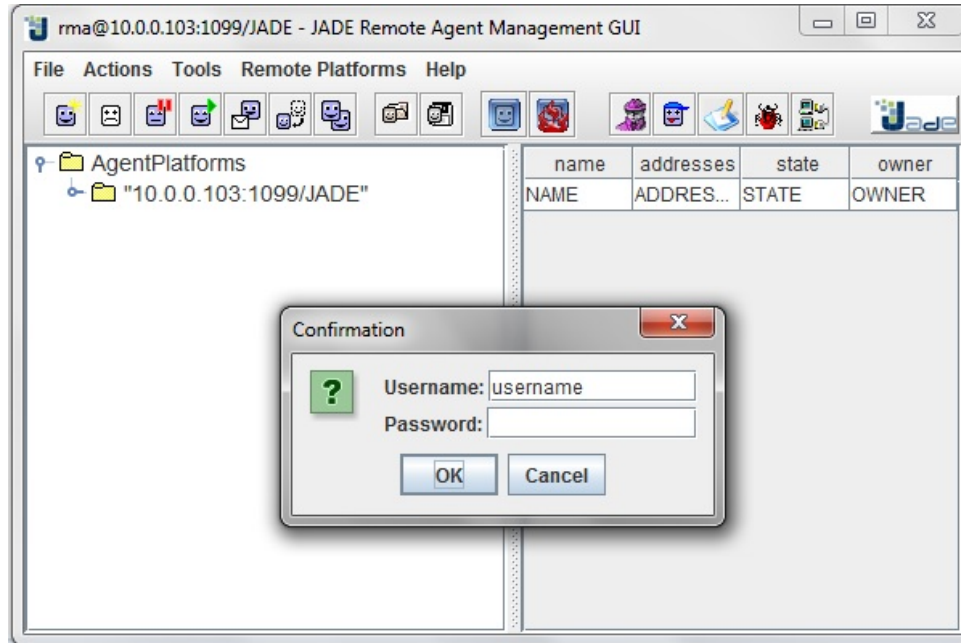 rma@10.0.0.103:1099/JADE - JADE Remote Agent Management GUI
File Actions Tools Remote Platforms Help
Jade
AgentPlatforms
"10.0.0.103:1099/JADE"
name addresses state owner
NAME ADDRES... STATE OWNER
Confirmation
?
Username: username
Password:
OK Cancel